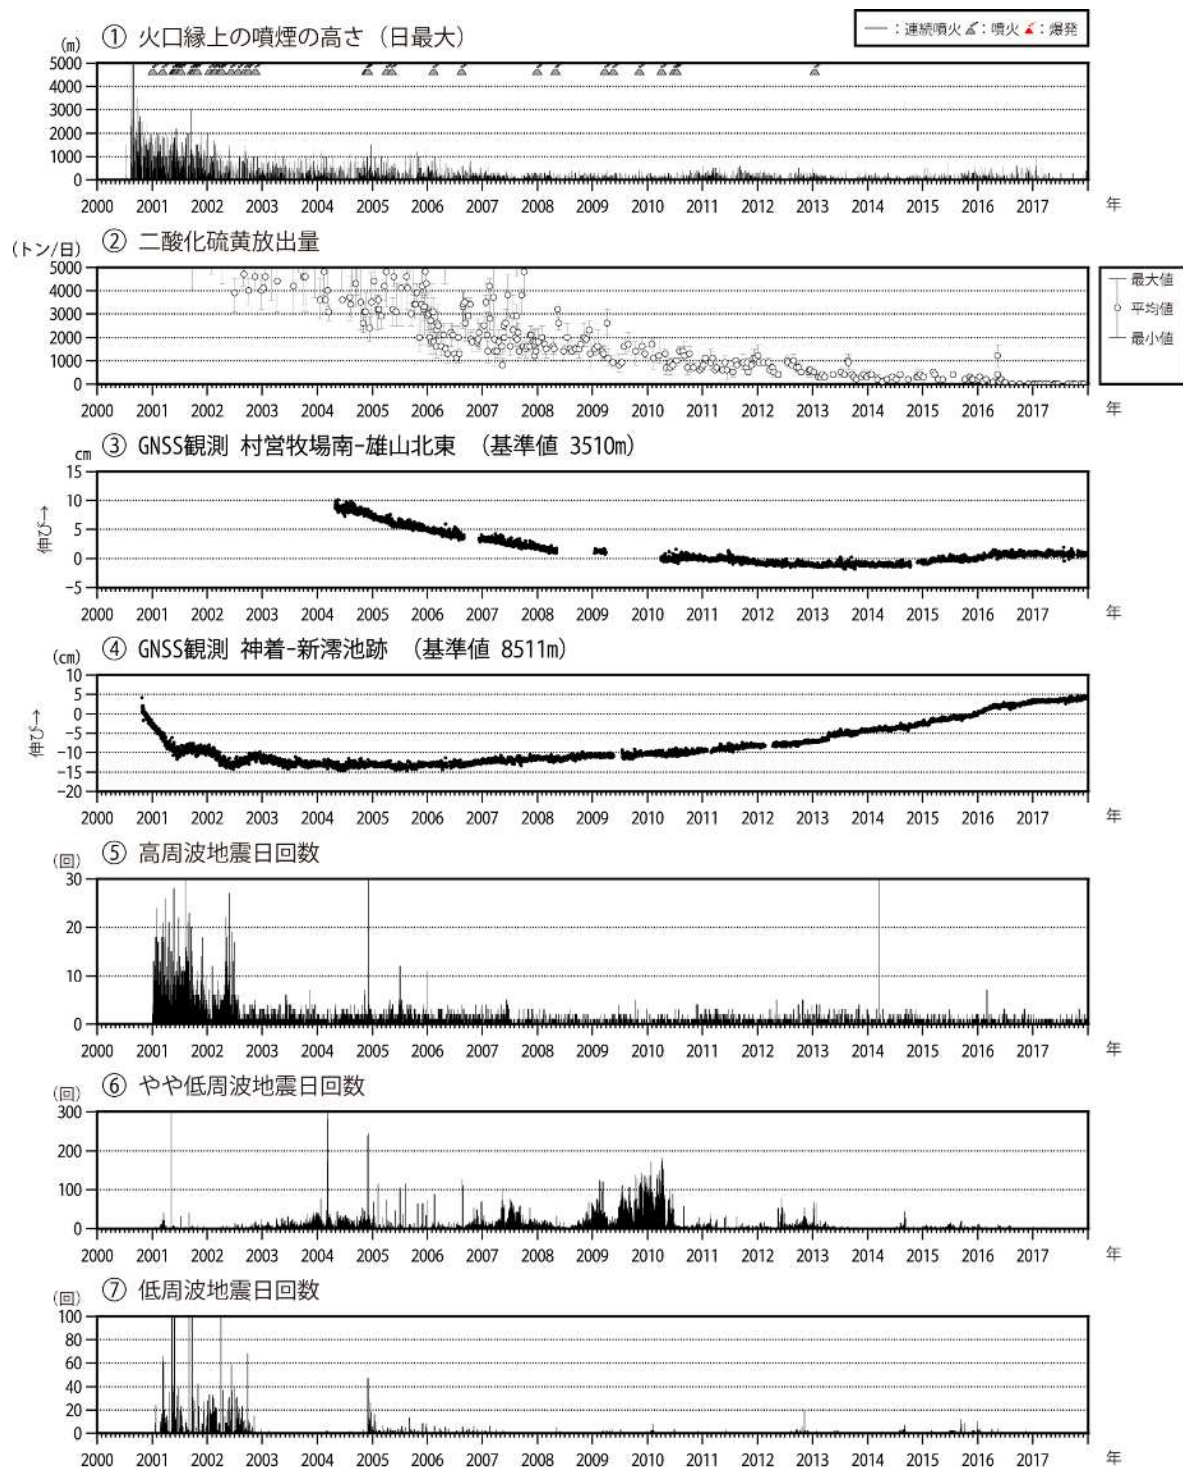 ① 火口縁上の噴煙の高さ（日最大）
— : 連続噴火 : 噴火 : 爆発
(m)
5000
4000
3000
2000
1000
0
2000 2001 2002 2003 2004 2005 2006 2007 2008 2009 2010 2011 2012 2013 2014 2015 2016 2017 年
② 二酸化硫黄放出量
(トン/日)
5000
4000
3000
2000
1000
0
最大値
平均値
最小値
2000 2001 2002 2003 2004 2005 2006 2007 2008 2009 2010 2011 2012 2013 2014 2015 2016 2017 年
③ GNSS観測 村営牧場南-雄山北東 （基準値 3510m）
cm
15
10
5
0
-5
伸び→
2000 2001 2002 2003 2004 2005 2006 2007 2008 2009 2010 2011 2012 2013 2014 2015 2016 2017 年
④ GNSS観測 神着-新澪池跡 （基準値 8511m）
(cm)
10
5
0
-5
-10
-15
-20
伸び→
2000 2001 2002 2003 2004 2005 2006 2007 2008 2009 2010 2011 2012 2013 2014 2015 2016 2017 年
⑤ 高周波地震日回数
(回)
30
20
10
0
2000 2001 2002 2003 2004 2005 2006 2007 2008 2009 2010 2011 2012 2013 2014 2015 2016 2017 年
⑥ やや低周波地震日回数
(回)
300
200
100
0
2000 2001 2002 2003 2004 2005 2006 2007 2008 2009 2010 2011 2012 2013 2014 2015 2016 2017 年
⑦ 低周波地震日回数
(回)
100
80
60
40
20
0
2000 2001 2002 2003 2004 2005 2006 2007 2008 2009 2010 2011 2012 2013 2014 2015 2016 2017 年